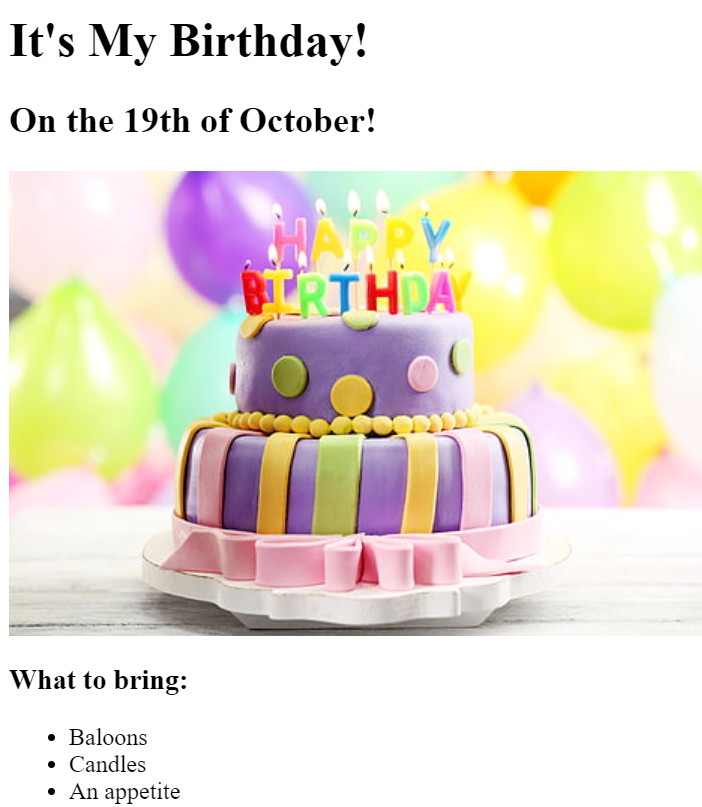 It's My Birthday!
On the 19th of October!
HAPPY
BIRTHDAY
What to bring:
Baloons
Candles
An appetite